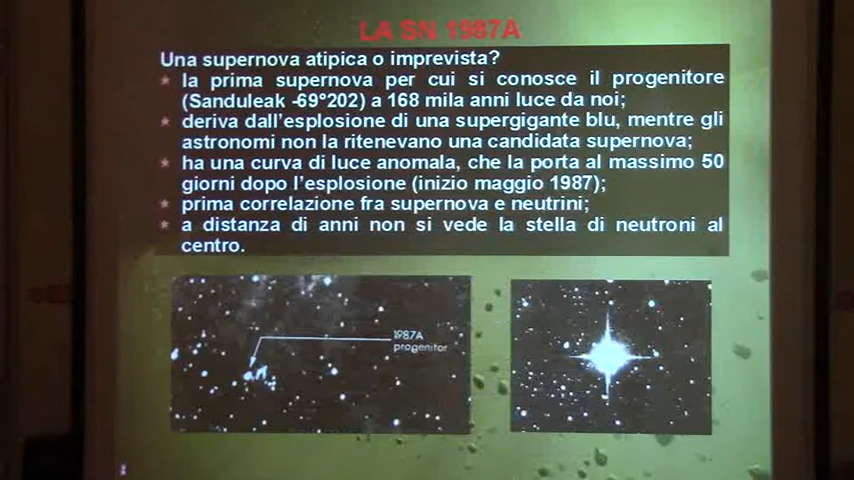 LA SN 1987A
Una supernova atipica o imprevista?
la prima supernova per cui si conosce il progenitore
(Sanduleak -69°202) a 168 mila anni luce da noi;
deriva dall'esplosione di una supergigante blu, mentre gli
astronomi non la ritenevano una candidata supernova;
ha una curva di luce anomala, che la porta al massimo 50
giorni dopo l'esplosione (inizio maggio 1987);
prima correlazione fra supernova e neutrini;
a distanza di anni non si vede la stella di neutroni al
centro.
1987A
progenitor